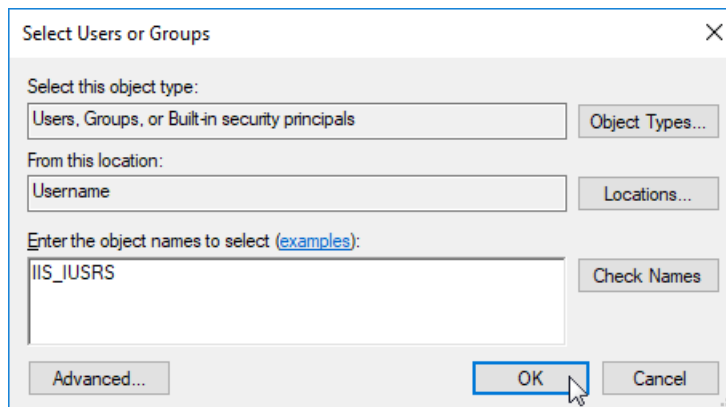 Select Users or Groups
Select this object type:
Users, Groups, or Built-in security principals
Object Types...
From this location:
Username
Locations...
Enter the object names to select (examples):
IIS_IUSRS
Check Names
Advanced...
OK
Cancel